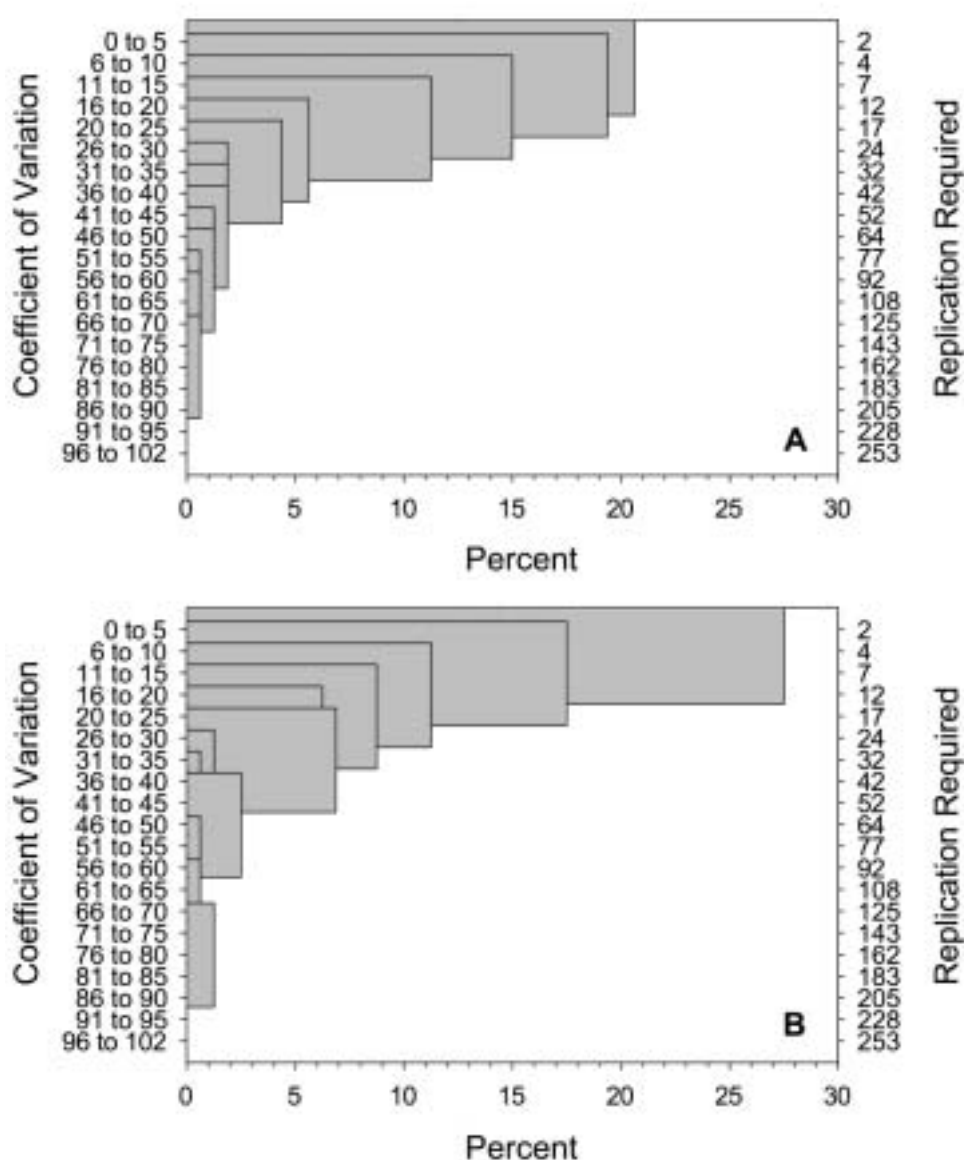 0 to 5
6 to 10
11 to 15
16 to 20
20 to 25
26 to 30
31 to 35
36 to 40
41 to 45
46 to 50
51 to 55
56 to 60
61 to 65
66 to 70
71 to 75
76 to 80
81 to 85
86 to 90
91 to 95
96 to 102
Coefficient of Variation
2
4
7
12
17
24
32
42
52
64
77
92
108
125
143
162
183
205
228
253
Replication Required
A
0 5 10 15 20 25 30
Percent
0 to 5
6 to 10
11 to 15
16 to 20
20 to 25
26 to 30
31 to 35
36 to 40
41 to 45
46 to 50
51 to 55
56 to 60
61 to 65
66 to 70
71 to 75
76 to 80
81 to 85
86 to 90
91 to 95
96 to 102
Coefficient of Variation
2
4
7
12
17
24
32
42
52
64
77
92
108
125
143
162
183
205
228
253
Replication Required
B
0 5 10 15 20 25 30
Percent